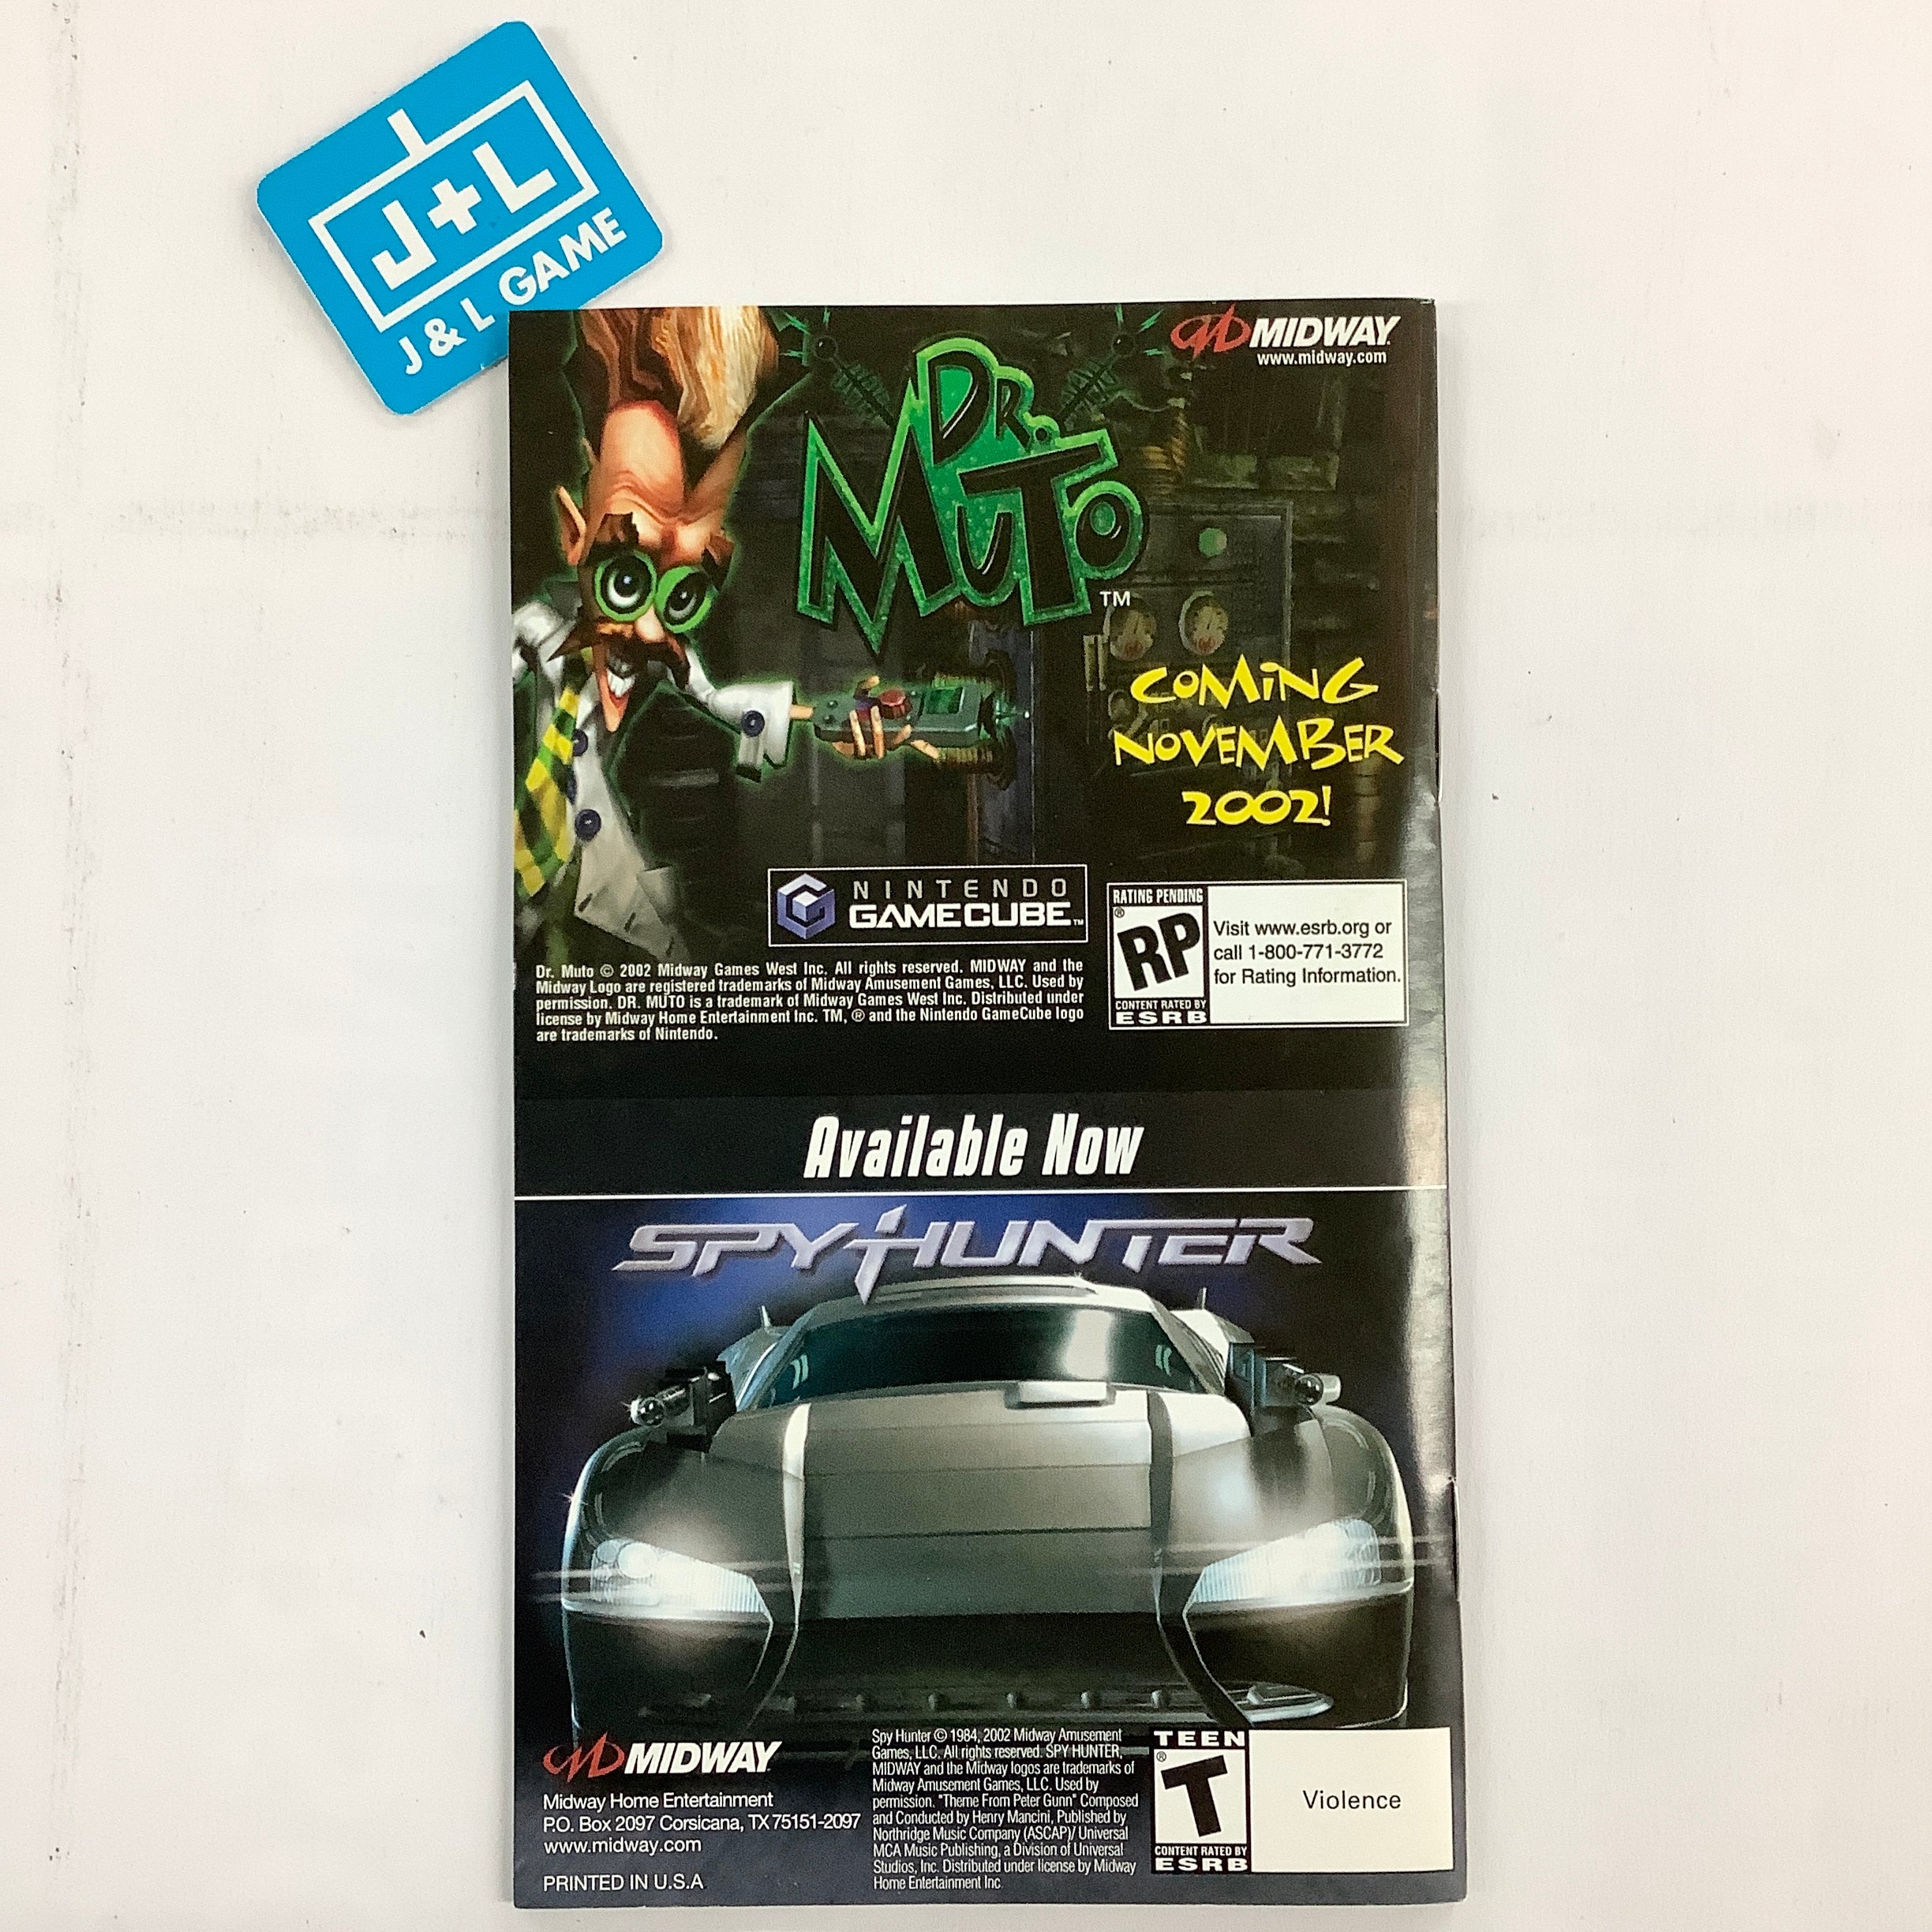 J+L
J & L GAME
MIDWAY
www.midway.com
DR.
MUTO
TM
COMING
NOVEMBER
2002!
NINTENDO
GAMECUBE™
RATING PENDING
RP
®
CONTENT RATED BY
ESRB
Visit www.esrb.org or
call 1-800-771-3772
for Rating Information.
Dr. Muto © 2002 Midway Games West Inc. All rights reserved. MIDWAY and the
Midway Logo are registered trademarks of Midway Amusement Games, LLC. Used by
permission. DR. MUTO is a trademark of Midway Games West Inc. Distributed under
license by Midway Home Entertainment Inc. TM, ® and the Nintendo GameCube logo
are trademarks of Nintendo.
Available Now
SPYHUNTER
MIDWAY
Midway Home Entertainment
P.O. Box 2097 Corsicana, TX 75151-2097
www.midway.com
PRINTED IN U.S.A
Spy Hunter © 1984, 2002 Midway Amusement
Games, LLC. All rights reserved. SPY HUNTER,
MIDWAY and the Midway logos are trademarks of
Midway Amusement Games, LLC. Used by
permission. "Theme From Peter Gunn" Composed
and Conducted by Henry Mancini, Published by
Northridge Music Company (ASCAP)/ Universal
MCA Music Publishing, a Division of Universal
Studios, Inc. Distributed under license by Midway
Home Entertainment Inc.
TEEN
®
T
CONTENT RATED BY
ESRB
Violence